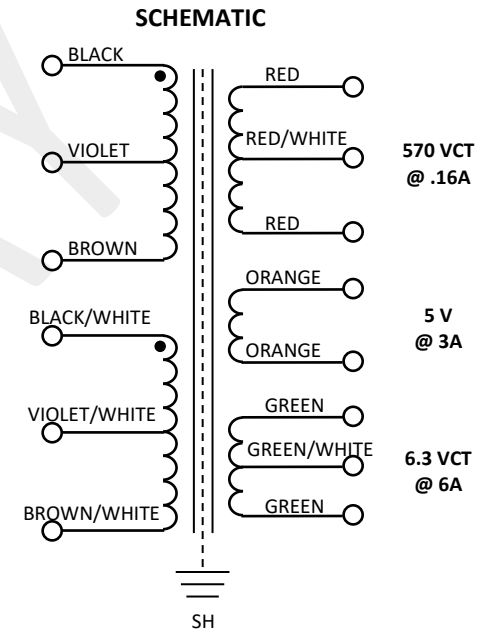 SCHEMATIC
BLACK
VIOLET
BROWN
BLACK/WHITE
VIOLET/WHITE
BROWN/WHITE
RED
RED/WHITE
RED
570 VCT
@ .16A
ORANGE
ORANGE
5 V
@ 3A
GREEN
GREEN/WHITE
GREEN
6.3 VCT
@ 6A
SH